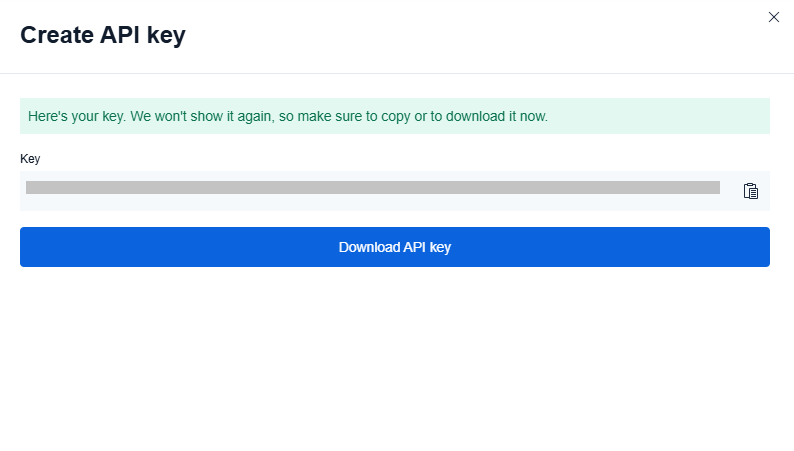 Create API key
Here's your key. We won't show it again, so make sure to copy or to download it now.
Key
Download API key